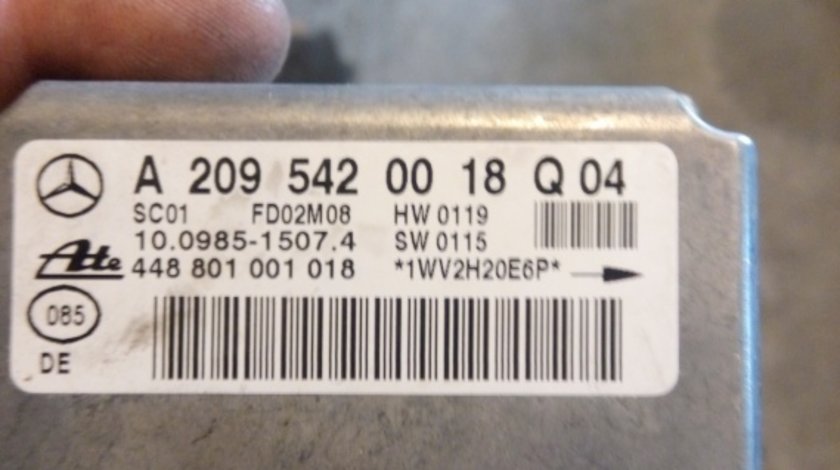 A 209 542 00 18 Q 04
SC01 FD02M08 HW 0119
10.0985-1507.4 SW 0115
Ate 448 801 001 018 *1WV2H20E6P*
085
DE